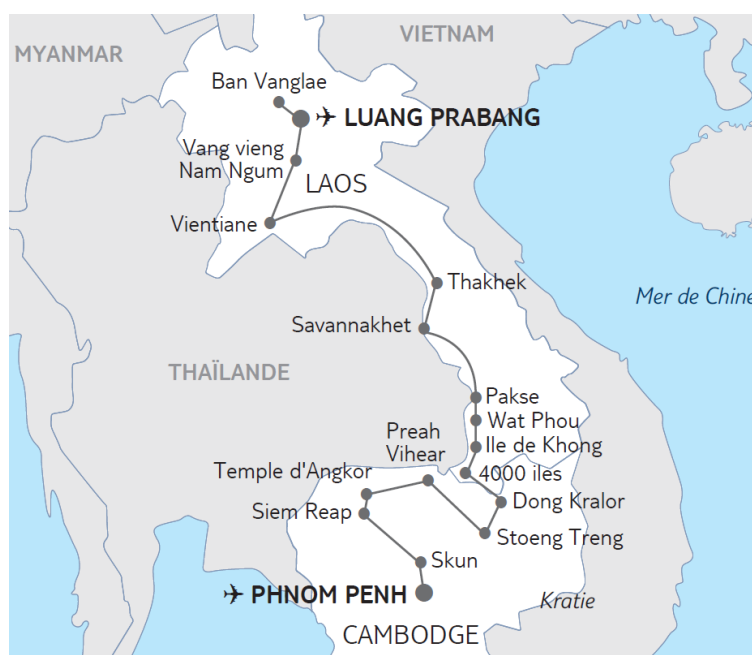 VIETNAM
MYANMAR
Ban Vanglae
LUANG PRABANG
Vang vieng
Nam Ngum
LAOS
Vientiane
Thakhek
Mer de Chine
Savannakhet
THAÏLANDE
Pakse
Wat Phou
Preah
Vihear
Ile de Khong
Temple d'Angkor
4000 iles
Siem Reap
Dong Kralor
Stoeng Treng
Skun
PHNOM PENH
Kratie
CAMBODGE